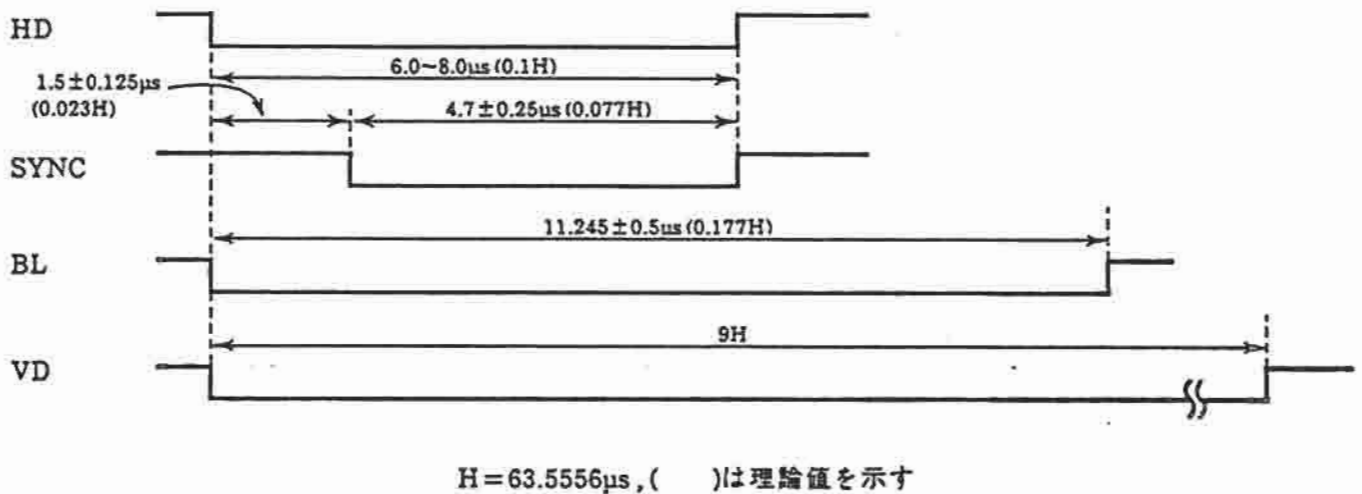 HD
6.0~8.0μs(0.1H)
1.5±0.125μs
(0.023H)
4.7±0.25μs(0.077H)
SYNC
11.245±0.5μs(0.177H)
BL
9H
VD
H=63.5556μs,(　　)は理論値を示す